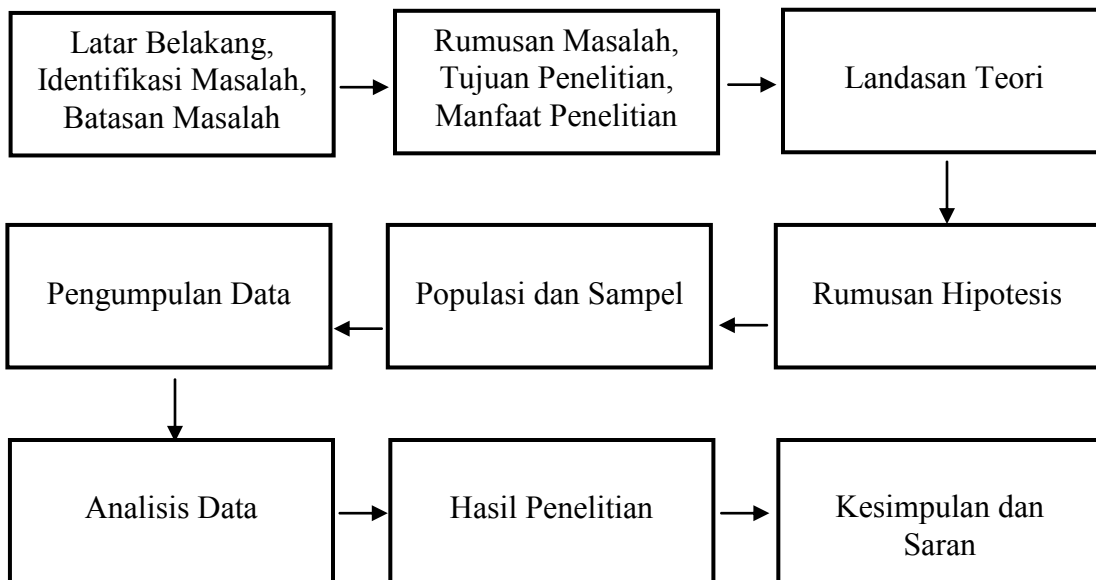 Latar Belakang,
Identifikasi Masalah,
Batasan Masalah
Rumusan Masalah,
Tujuan Penelitian,
Manfaat Penelitian
Landasan Teori
Rumusan Hipotesis
Populasi dan Sampel
Pengumpulan Data
Analisis Data
Hasil Penelitian
Kesimpulan dan
Saran